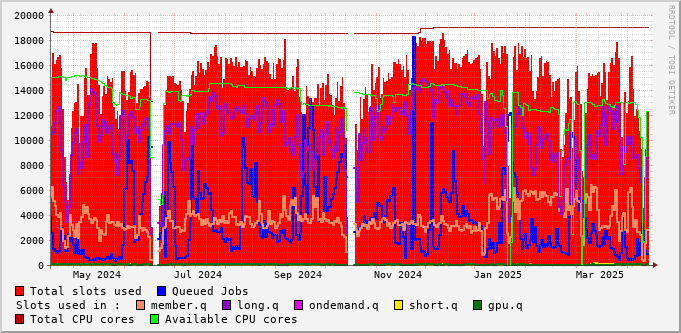 20000
18000
16000
14000
12000
10000
8000
6000
4000
2000
0
May 2024 Jul 2024 Sep 2024 Nov 2024 Jan 2025 Mar 2025
Total slots used Queued Jobs
Slots used in : member.q long.q ondemand.q short.q gpu.q
Total CPU cores Available CPU cores
RRDTOOL / TOBI OETIKER